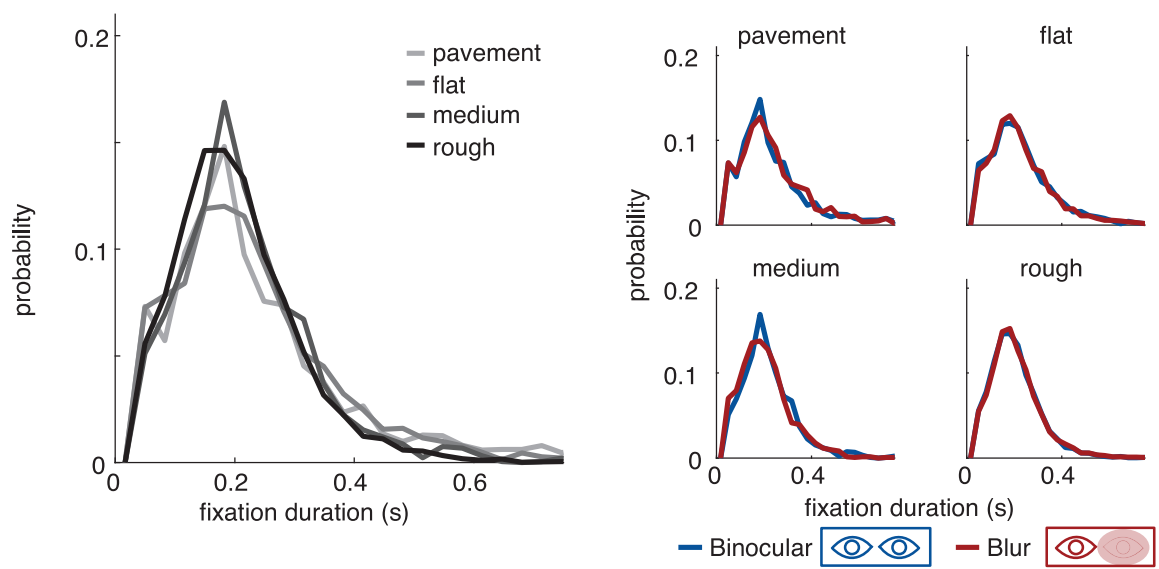 0.2
0.1
0
0
0.2
0.4
0.6
probability
fixation duration (s)
pavement
flat
medium
rough
pavement
flat
0.2
0.1
0
medium
rough
0.2
0.1
0
0
0.4
0
0.4
probability
fixation duration (s)
Binocular
Blur